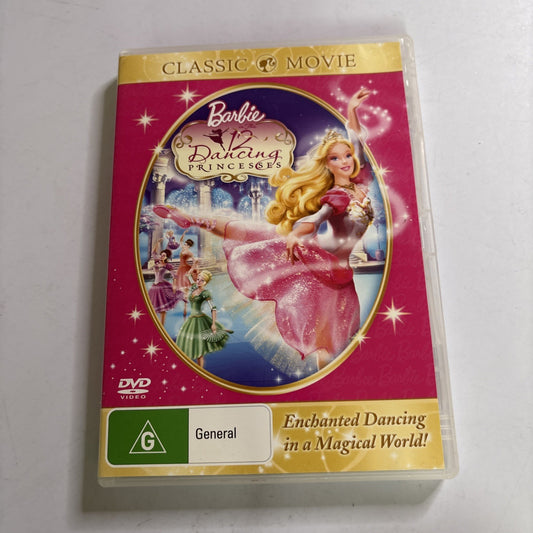 CLASSIC MOVIE
Barbie
12
Dancing
PRINCESSES
DVD
VIDEO
G
General
Enchanted Dancing
in a Magical World!